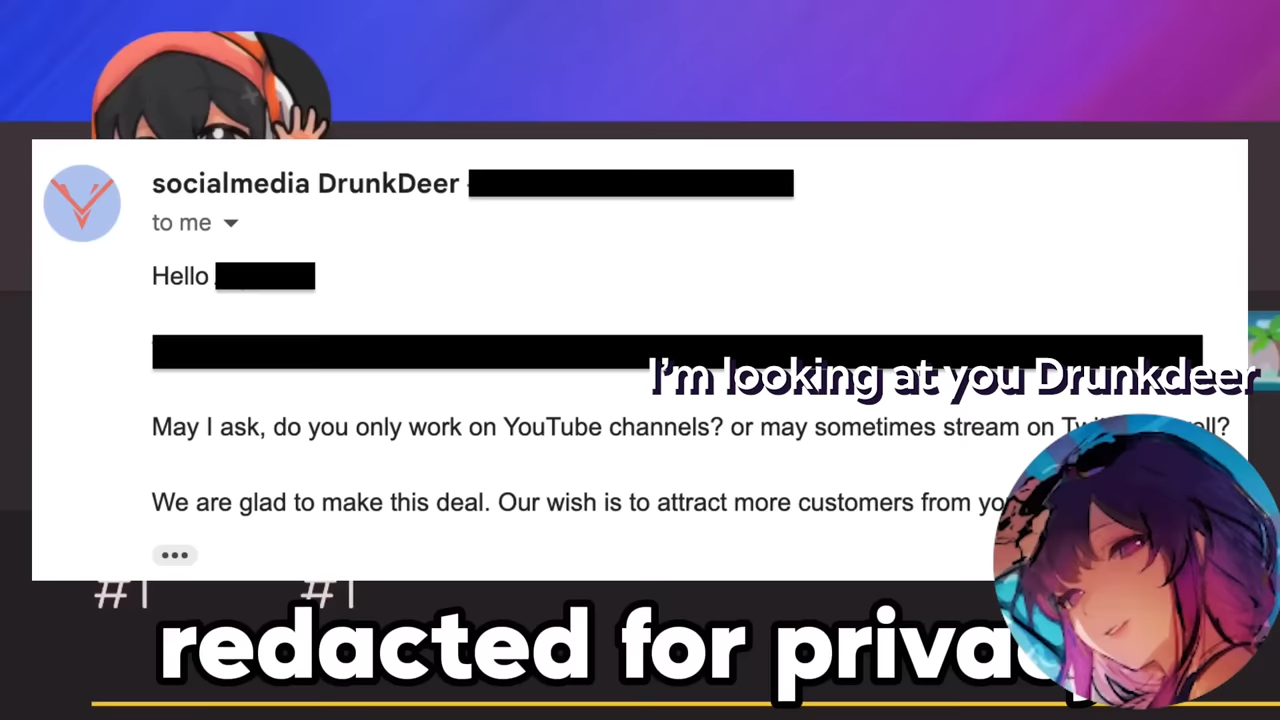 socialmedia DrunkDeer
to me
Hello
I'm looking at you Drunkdeer
May I ask, do you only work on YouTube channels? or may sometimes stream on
We are glad to make this deal. Our wish is to attract more customers from
#1 #1
redacted for